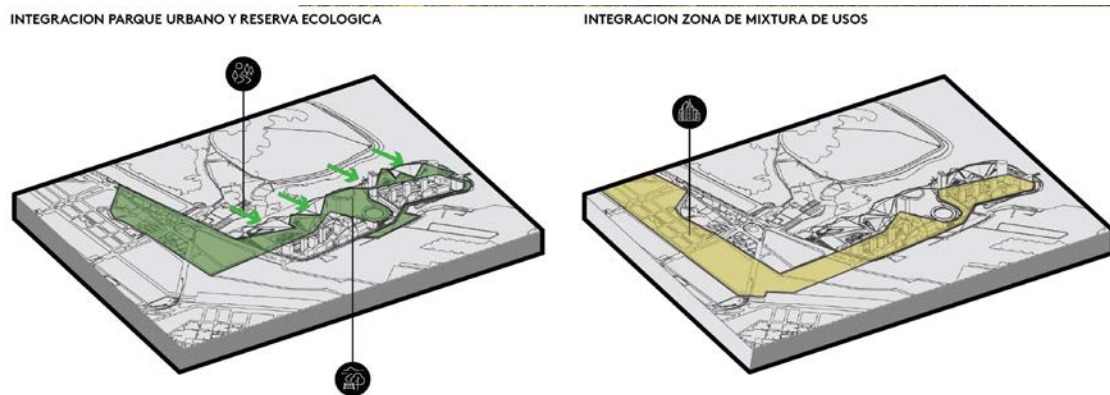 INTEGRACION PARQUE URBANO Y RESERVA ECOLOGICA
INTEGRACION ZONA DE MIXTURA DE USOS